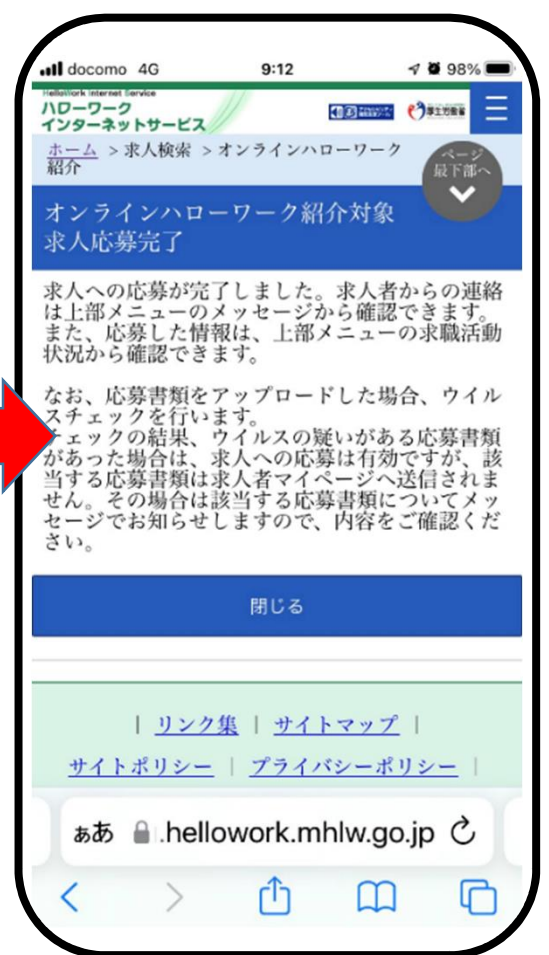 docomo 4G 9:12 98%
HelloWork Internet Service
ハローワーク
インターネットサービス
厚生労働省
ホーム > 求人検索 > オンラインハローワーク
紹介
ページ
最下部へ
オンラインハローワーク紹介対象
求人応募完了
求人への応募が完了しました。求人者からの連絡
は上部メニューのメッセージから確認できます。
また、応募した情報は、上部メニューの求職活動
状況から確認できます。
なお、応募書類をアップロードした場合、ウイル
スチェックを行います。
チェックの結果、ウイルスの疑いがある応募書類
があった場合は、求人への応募は有効ですが、該
当する応募書類は求人者マイページへ送信されま
せん。その場合は該当する応募書類についてメッ
セージでお知らせしますので、内容をご確認くだ
さい。
閉じる
| リンク集 | サイトマップ |
サイトポリシー | プライバシーポリシー |
ぁあ .hellowork.mhlw.go.jp